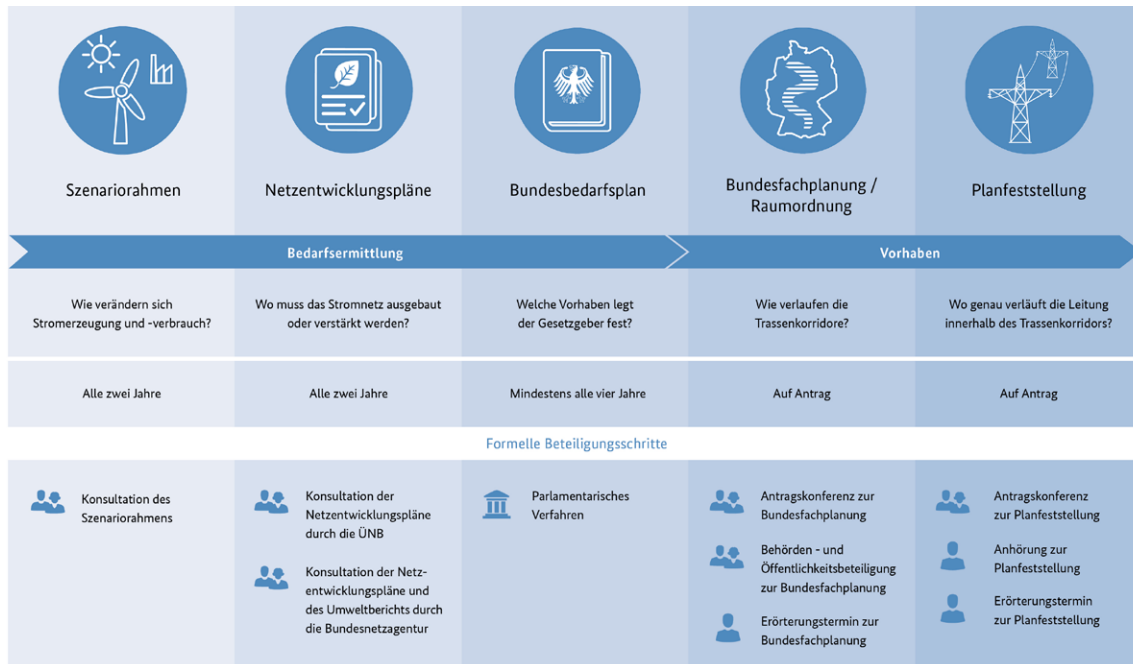 Szenariorahmen
Netzentwicklungspläne
Bundesbedarfsplan
Bundesfachplanung /
Raumordnung
Planfeststellung
Bedarfsermittlung
Vorhaben
Wie verändern sich
Stromerzeugung und -verbrauch?
Wo muss das Stromnetz ausgebaut
oder verstärkt werden?
Welche Vorhaben legt
der Gesetzgeber fest?
Wie verlaufen die
Trassenkorridore?
Wo genau verläuft die Leitung
innerhalb des Trassenkorridors?
Alle zwei Jahre
Alle zwei Jahre
Mindestens alle vier Jahre
Auf Antrag
Auf Antrag
Formelle Beteiligungsschritte
Konsultation des
Szenariorahmens
Konsultation der
Netzentwicklungspläne
durch die ÜNB
Konsultation der Netz-
entwicklungspläne und
des Umweltberichts durch
die Bundesnetzagentur
Parlamentarisches
Verfahren
Antragskonferenz zur
Bundesfachplanung
Behörden - und
Öffentlichkeitsbeteiligung
zur Bundesfachplanung
Erörterungstermin zur
Bundesfachplanung
Antragskonferenz
zur Planfeststellung
Anhörung zur
Planfeststellung
Erörterungstermin
zur Planfeststellung